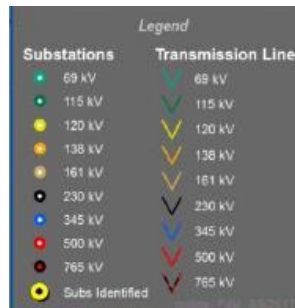 Legend
Substations Transmission Line
69 kV 69 kV
115 kV 115 kV
120 kV 120 kV
138 kV 138 kV
161 kV 161 kV
230 kV 230 kV
345 kV 345 kV
500 kV 500 kV
765 kV 765 kV
Subs Identified